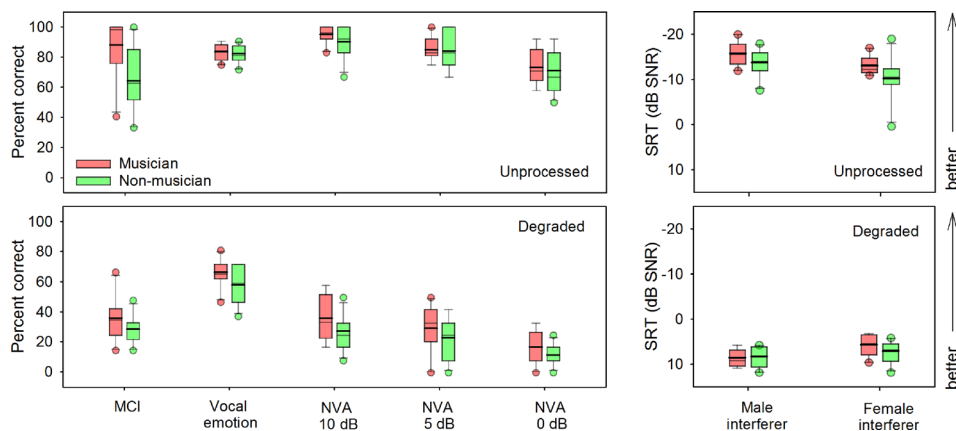 100
80
60
40
20
0
Percent correct
Musician
Non-musician
Unprocessed
-20
-10
0
10
SRT (dB SNR)
Unprocessed
better
100
80
60
40
20
0
Percent correct
Degraded
MCI
Vocal emotion
NVA 10 dB
NVA 5 dB
NVA 0 dB
-20
-10
0
10
SRT (dB SNR)
Degraded
better
Male interferer
Female interferer